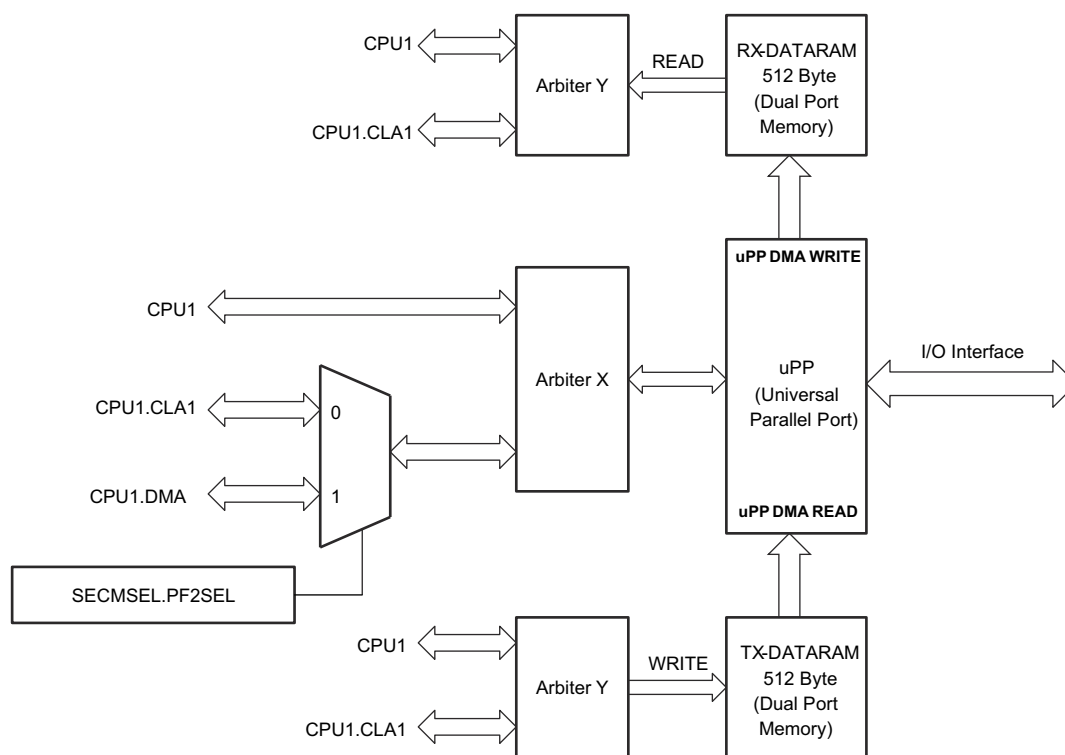 CPU1
CPU1.CLA1
Arbiter Y
READ
RX-DATARAM
512 Byte
(Dual Port
Memory)
CPU1
CPU1.CLA1
0
CPU1.DMA
1
SECMSEL.PF2SEL
Arbiter X
uPP DMA WRITE
uPP
(Universal
Parallel Port)
uPP DMA READ
I/O Interface
CPU1
CPU1.CLA1
Arbiter Y
WRITE
TX-DATARAM
512 Byte
(Dual Port
Memory)